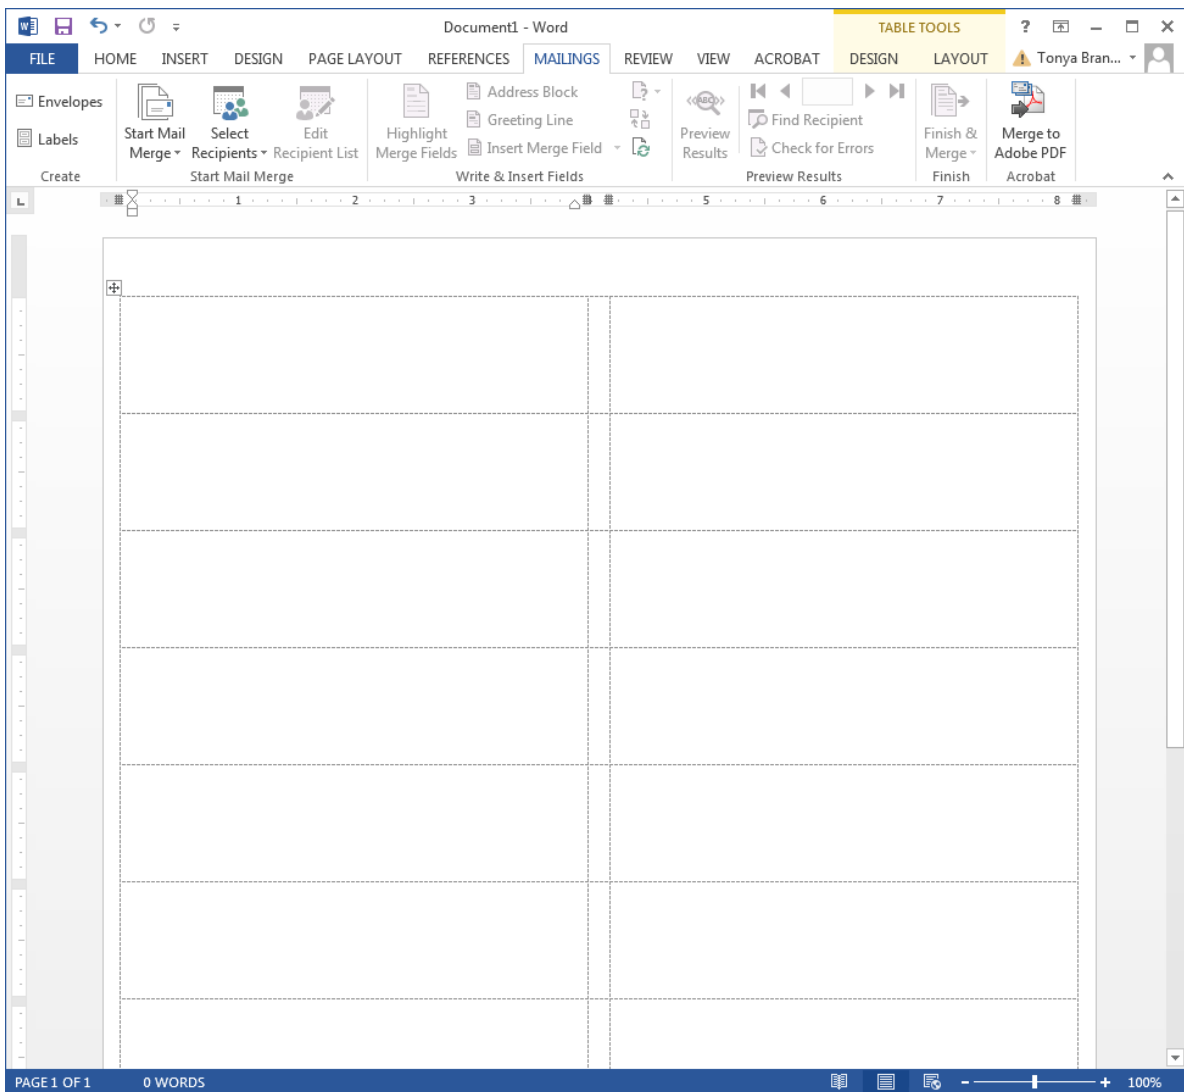 Document1 - Word
TABLE TOOLS
?
FILE HOME INSERT DESIGN PAGE LAYOUT REFERENCES MAILINGS REVIEW VIEW ACROBAT DESIGN LAYOUT Tonya Bran...
Envelopes
Labels
Create
Start Mail
Merge
Select
Recipients
Edit
Recipient List
Start Mail Merge
Highlight
Merge Fields
Address Block
Greeting Line
Insert Merge Field
Write & Insert Fields
«ABC»
Preview
Results
Find Recipient
Check for Errors
Preview Results
Finish &
Merge
Finish
Merge to
Adobe PDF
Acrobat
1 2 3 5 6 7 8
PAGE 1 OF 1 0 WORDS 100%